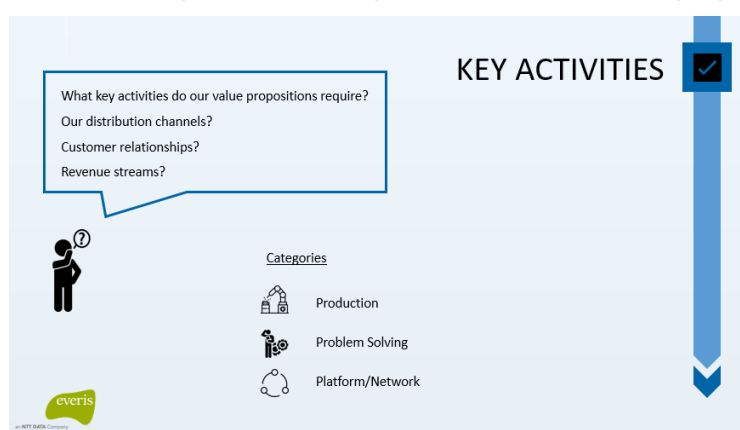 KEY ACTIVITIES
What key activities do our value propositions require?
Our distribution channels?
Customer relationships?
Revenue streams?
?
Categories
Production
Problem Solving
Platform/Network
everis
an NTT DATA Company